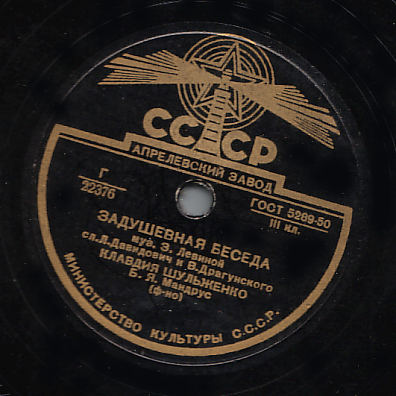 СССР
АПРЕЛЕВСКИЙ ЗАВОД
Г
22376
ГОСТ 5289-50
III кл.
ЗАДУШЕВНАЯ БЕСЕДА
муз. З. Левиной
сл. Л. Давидович и В. Драгунского
КЛАВДИЯ ШУЛЬЖЕНКО
Б. Я. Мандрус
(ф-но)
МИНИСТЕРСТВО КУЛЬТУРЫ С.С.С.Р.